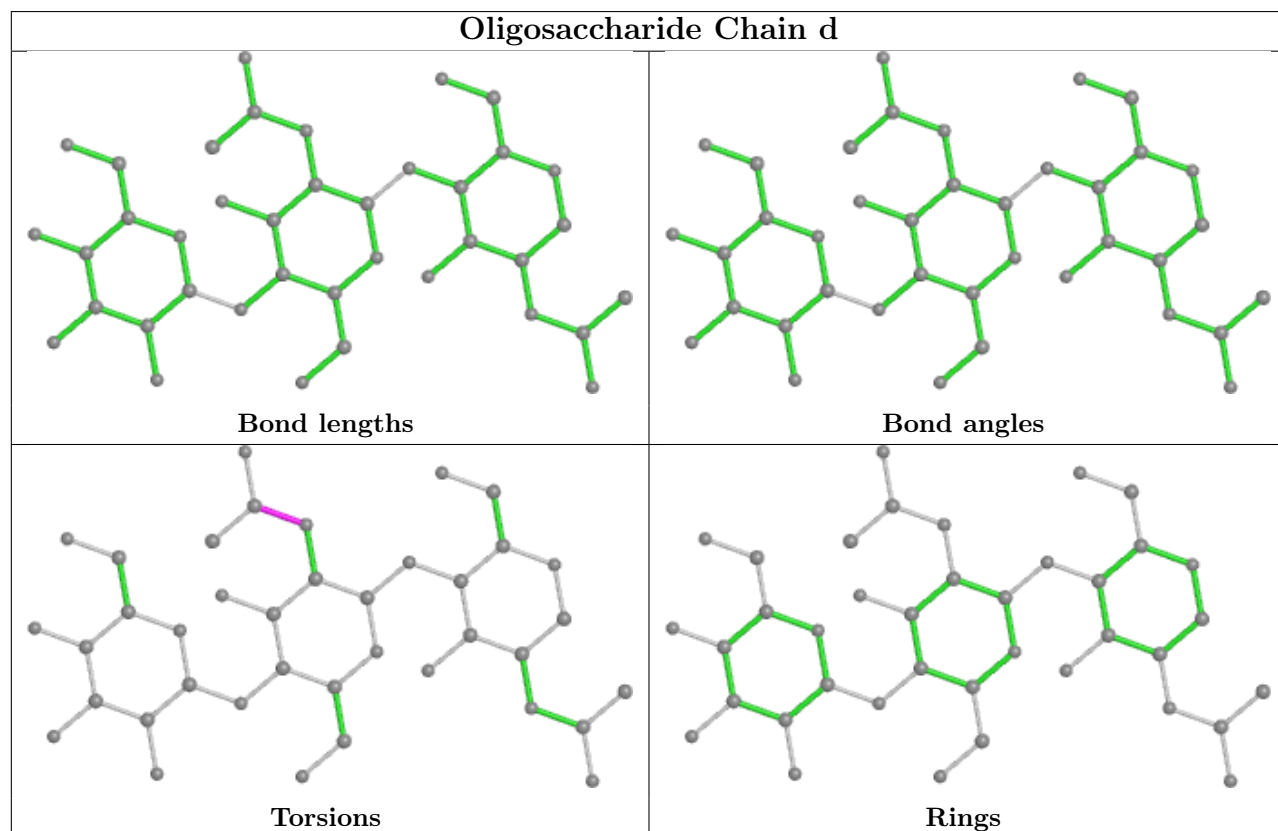 Oligosaccharide Chain d
Bond lengths
Bond angles
Torsions
Rings